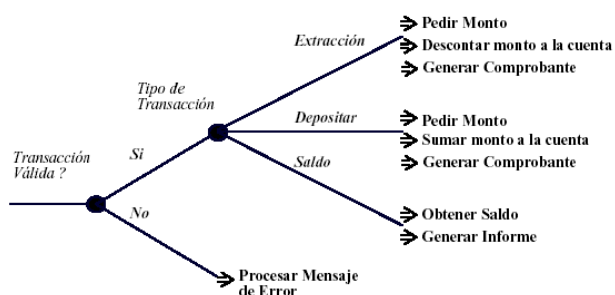 Extracción
Pedir Monto
Descontar monto a la cuenta
Generar Comprobante
Tipo de
Transacción
Depositar
Pedir Monto
Sumar monto a la cuenta
Generar Comprobante
Transacción
Válida ?
Si
Saldo
Obtener Saldo
Generar Informe
No
Procesar Mensaje
de Error